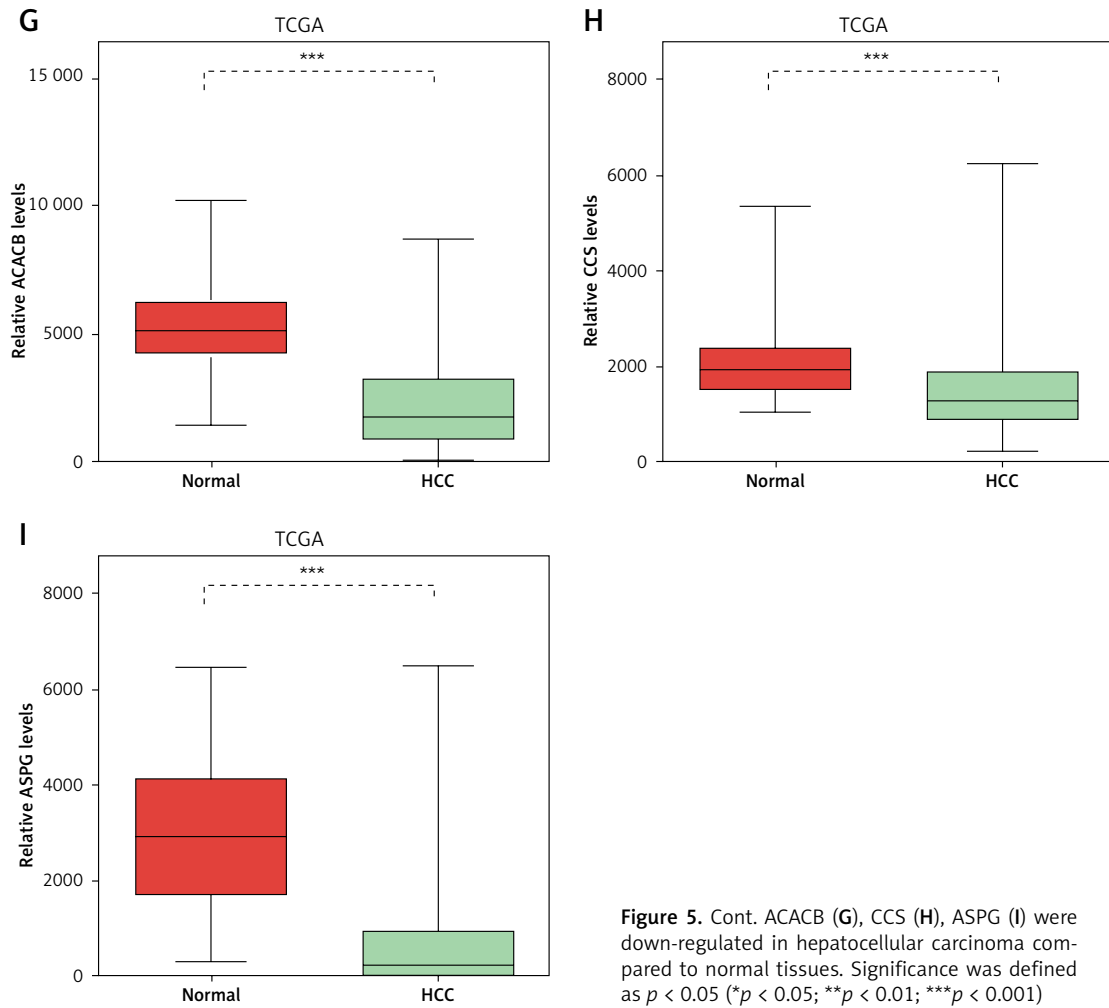 G
TCGA
***
15 000
10 000
5000
0
Relative ACACB levels
Normal HCC
H
TCGA
***
8000
6000
4000
2000
0
Relative CCS levels
Normal HCC
I
TCGA
***
8000
6000
4000
2000
0
Relative ASPG levels
Normal HCC
Figure 5. Cont. ACACB (G), CCS (H), ASPG (I) were
down-regulated in hepatocellular carcinoma com-
pared to normal tissues. Significance was defined
as p < 0.05 (*p < 0.05; **p < 0.01; ***p < 0.001)